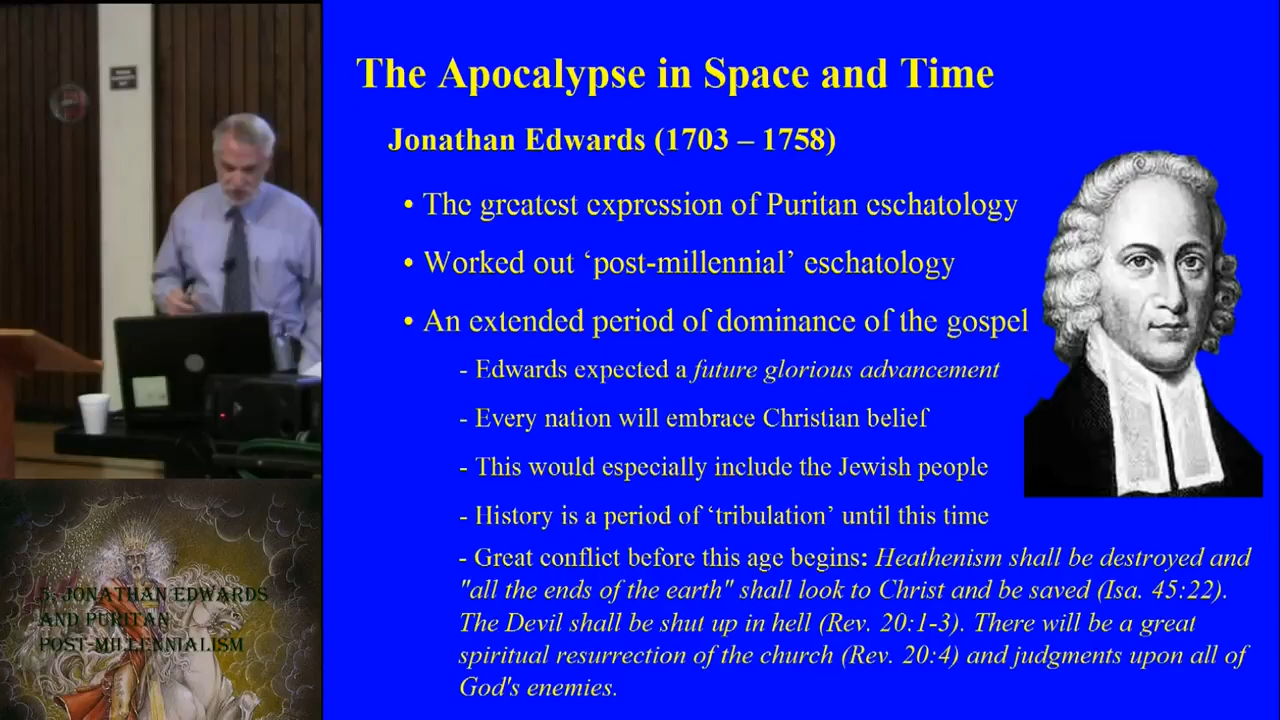 The Apocalypse in Space and Time
Jonathan Edwards (1703 – 1758)
• The greatest expression of Puritan eschatology
• Worked out ‘post-millennial’ eschatology
• An extended period of dominance of the gospel
- Edwards expected a future glorious advancement
- Every nation will embrace Christian belief
- This would especially include the Jewish people
- History is a period of ‘tribulation’ until this time
- Great conflict before this age begins: Heathenism shall be destroyed and
"all the ends of the earth" shall look to Christ and be saved (Isa. 45:22).
The Devil shall be shut up in hell (Rev. 20:1-3). There will be a great
spiritual resurrection of the church (Rev. 20:4) and judgments upon all of
God's enemies.
JONATHAN EDWARDS
AND PURITAN
POST-MILLENNIALISM